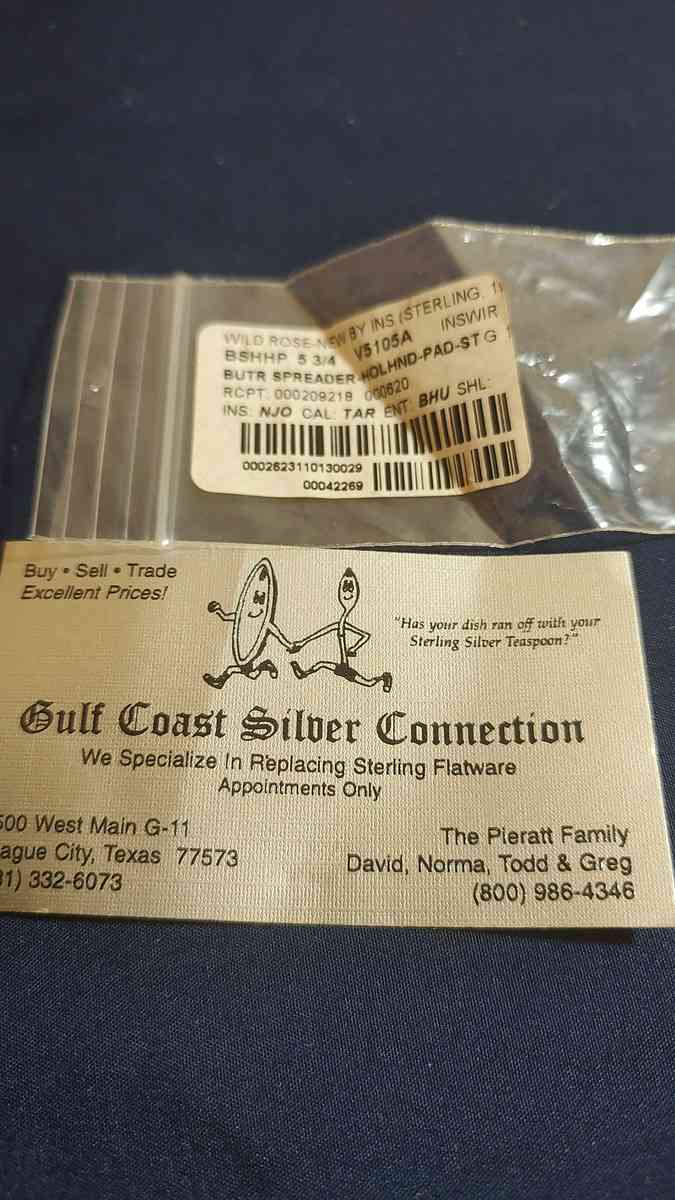 WILD ROSE-NEW BY INS (STERLING,
BSHHP 5 3/4 V5105A INSWIR
BUTR SPREADER-HOLHND-PAD-ST G
RCPT: 000209219 000620
INS: NJO CAL: TAR ENT: BHU SHL:
0002623110130029
00042269
Buy • Sell • Trade
Excellent Prices!
"Has your dish ran off with your
Sterling Silver Teaspoon?"
Gulf Coast Silver Connection
We Specialize In Replacing Sterling Flatware
Appointments Only
500 West Main G-11
ague City, Texas 77573
81) 332-6073
The Pieratt Family
David, Norma, Todd & Greg
(800) 986-4346